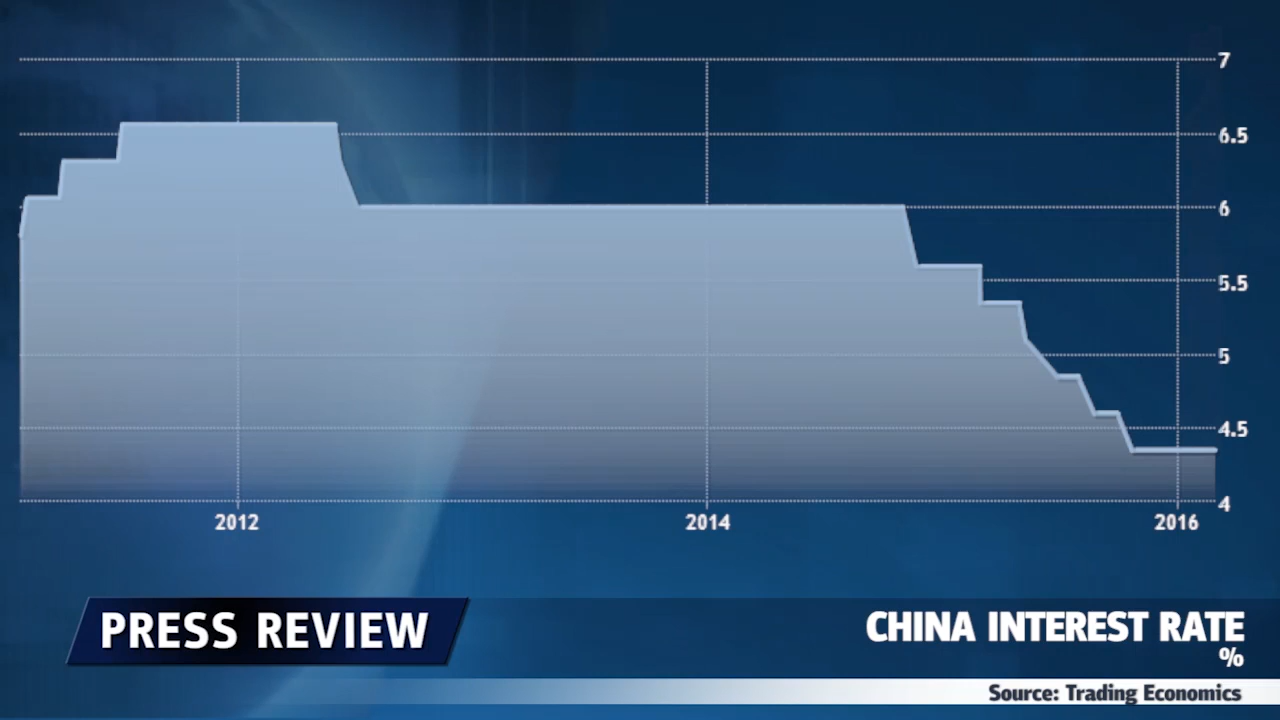 7
6.5
6
5.5
5
4.5
4
2012 2014 2016
PRESS REVIEW
CHINA INTEREST RATE
%
Source: Trading Economics